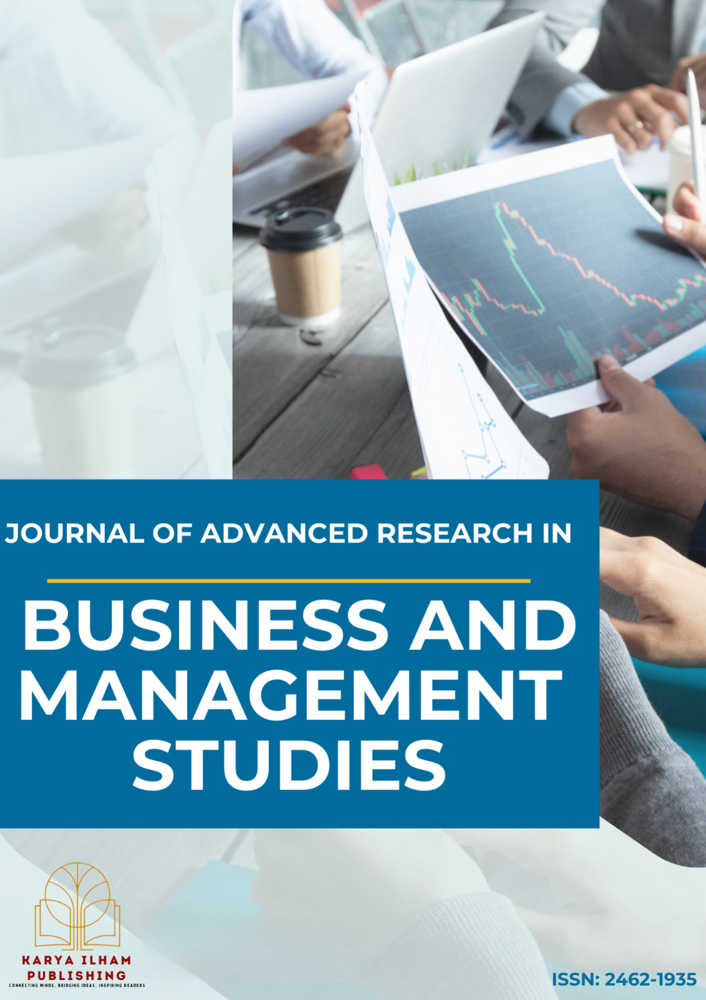 JOURNAL OF ADVANCED RESEARCH IN
BUSINESS AND
MANAGEMENT
STUDIES
KARYA ILHAM
PUBLISHING
CONNECTING MINDS, BRIDGING IDEAS, INSPIRING READERS
ISSN: 2462-1935